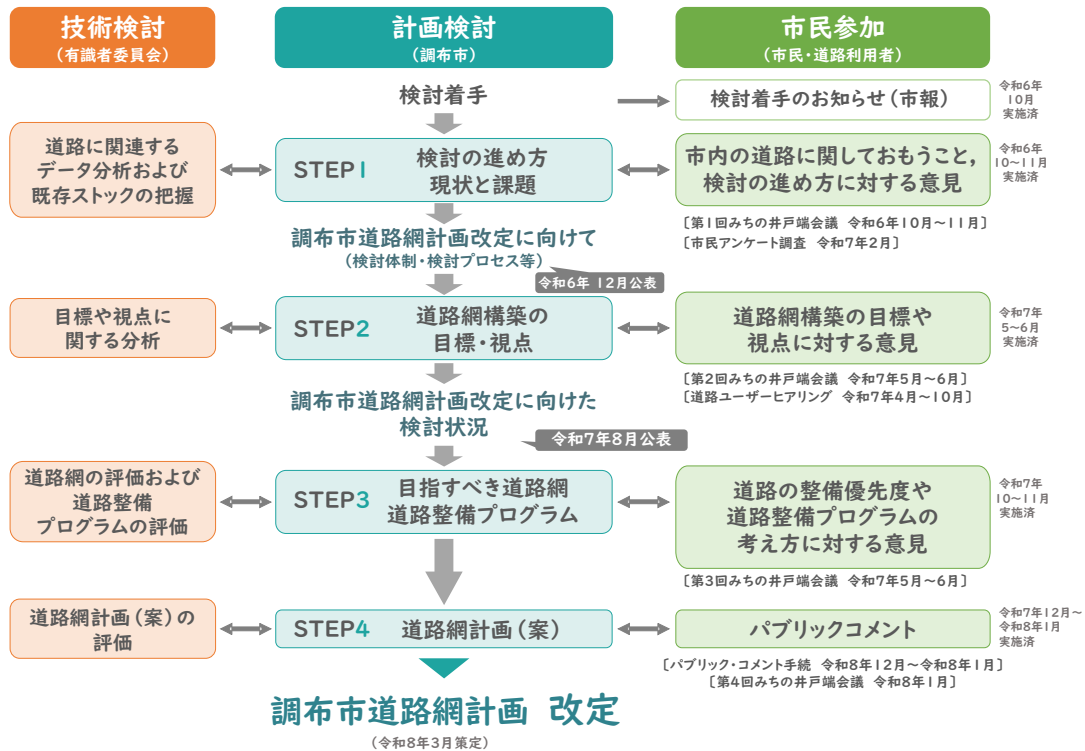 技術検討
（有識者委員会）
計画検討
（調布市）
市民参加
（市民・道路利用者）
検討着手
検討着手のお知らせ（市報）
令和6年
10月
実施済
道路に関連する
データ分析および
既存ストックの把握
STEP1
検討の進め方
現状と課題
市内の道路に関しておもうこと，
検討の進め方に対する意見
令和6年
10～11月
実施済
［第1回みちの井戸端会議 令和6年10月～11月］
［市民アンケート調査 令和7年2月］
調布市道路網計画改定に向けて
（検討体制・検討プロセス等）
令和6年 12月公表
目標や視点に
関する分析
STEP2
道路網構築の
目標・視点
道路網構築の目標や
視点に対する意見
令和7年
5～6月
実施済
［第2回みちの井戸端会議 令和7年5月～6月］
［道路ユーザーヒアリング 令和7年4月～10月］
調布市道路網計画改定に向けた
検討状況
令和7年8月公表
道路網の評価および
道路整備
プログラムの評価
STEP3
目指すべき道路網
道路整備プログラム
道路の整備優先度や
道路整備プログラムの
考え方に対する意見
令和7年
10～11月
実施済
［第3回みちの井戸端会議 令和7年5月～6月］
道路網計画（案）の
評価
STEP4
道路網計画（案）
パブリックコメント
令和7年12月～
令和8年1月
実施済
［パブリック・コメント手続 令和8年12月～令和8年1月］
［第4回みちの井戸端会議 令和8年1月］
調布市道路網計画 改定
（令和8年3月策定）